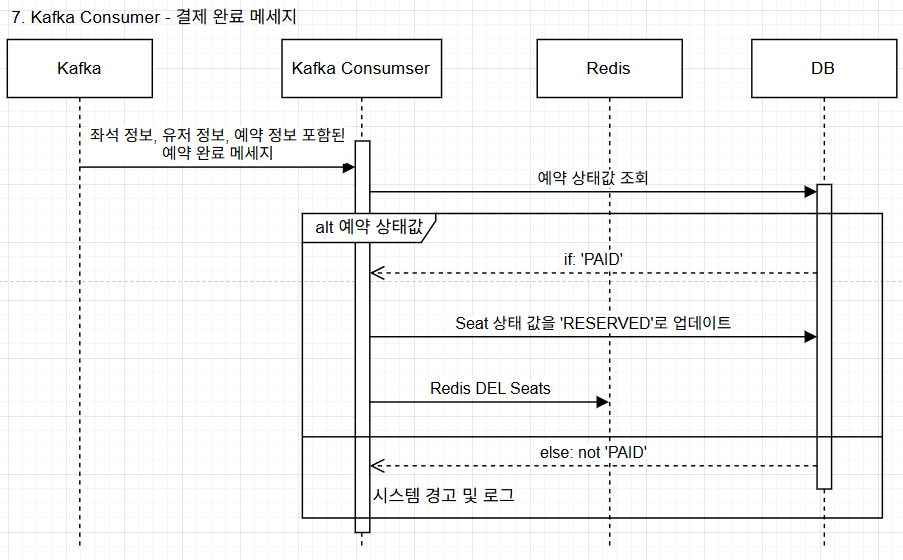 7. Kafka Consumer - 결제 완료 메세지
Kafka
Kafka Consumser
Redis
DB
좌석 정보, 유저 정보, 예약 정보 포함된
예약 완료 메세지
예약 상태값 조회
alt 예약 상태값
if: 'PAID'
Seat 상태 값을 'RESERVED'로 업데이트
Redis DEL Seats
else: not 'PAID'
시스템 경고 및 로그